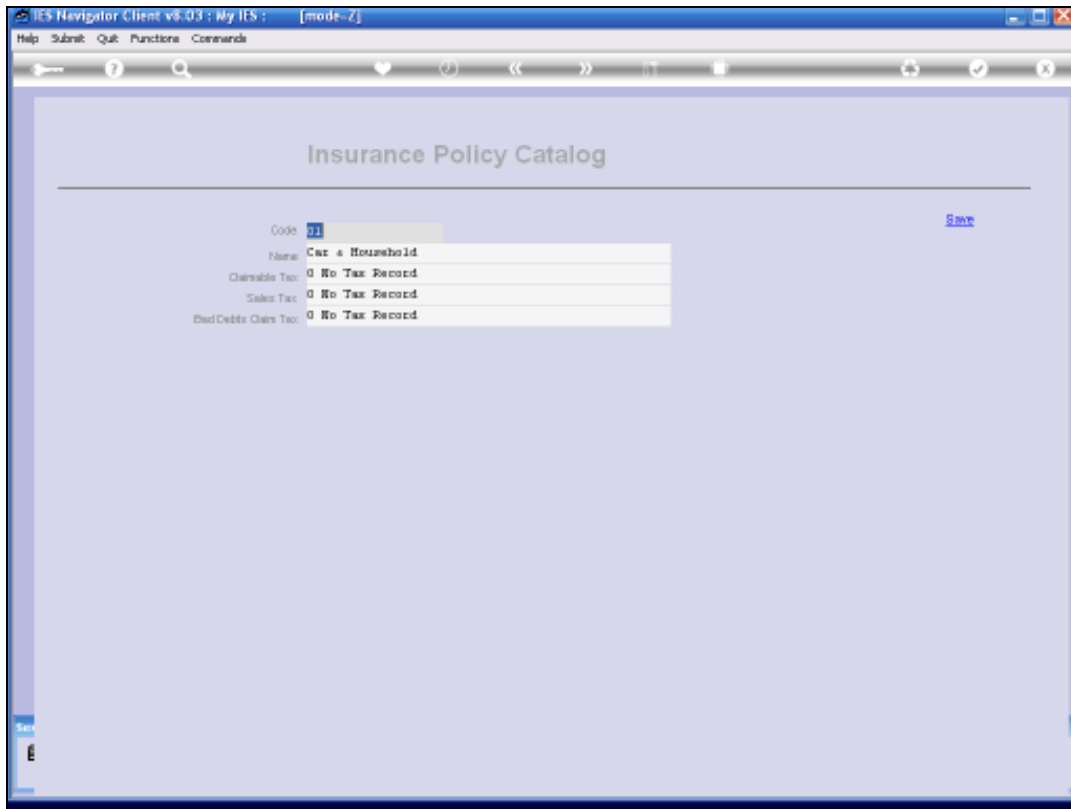 IES Navigator Client v8.03 : My IES : [mode=2]
Help Submit Quit Functions Commands
Insurance Policy Catalog
Save
Code 01
Name Car & Household
Claimable Tax 0 No Tax Record
Sales Tax 0 No Tax Record
Bad Debts Claim Tax 0 No Tax Record